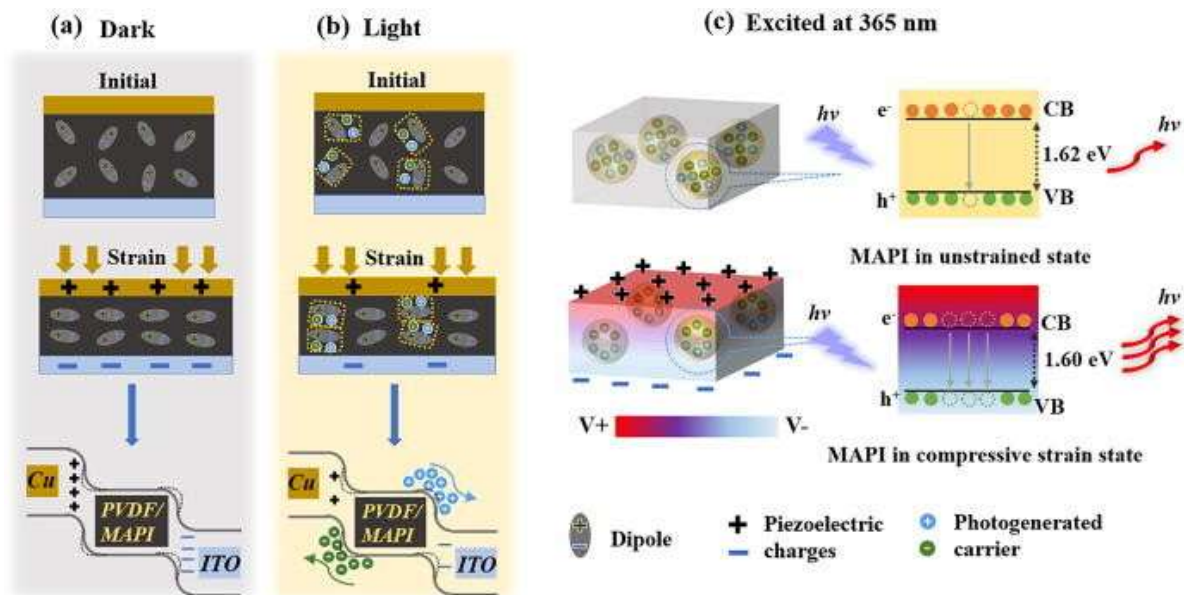 (a) Dark
Initial
Strain
+ + + +
Cu
PVDF/
MAPI
ITO
(b) Light
Initial
Strain
+ +
Cu
PVDF/
MAPI
ITO
(c) Excited at 365 nm
hν
e-
CB
1.62 eV
h+
VB
hν
MAPI in unstrained state
hν
e-
CB
1.60 eV
h+
VB
hν
V+
V-
MAPI in compressive strain state
Dipole
+ Piezoelectric
- charges
Photogenerated
carrier